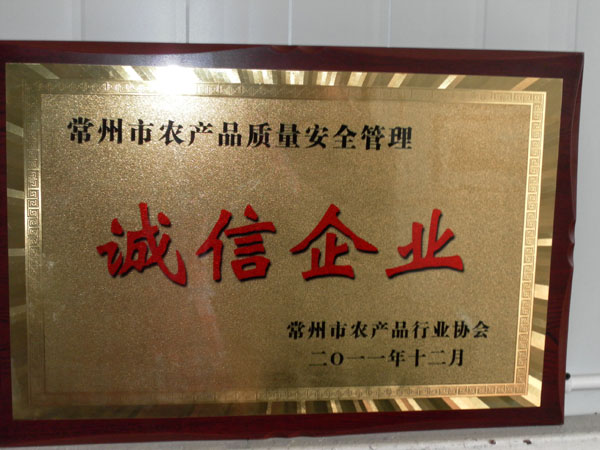 常州市农产品质量安全管理
诚信企业
常州市农产品行业协会
二〇一一年十二月